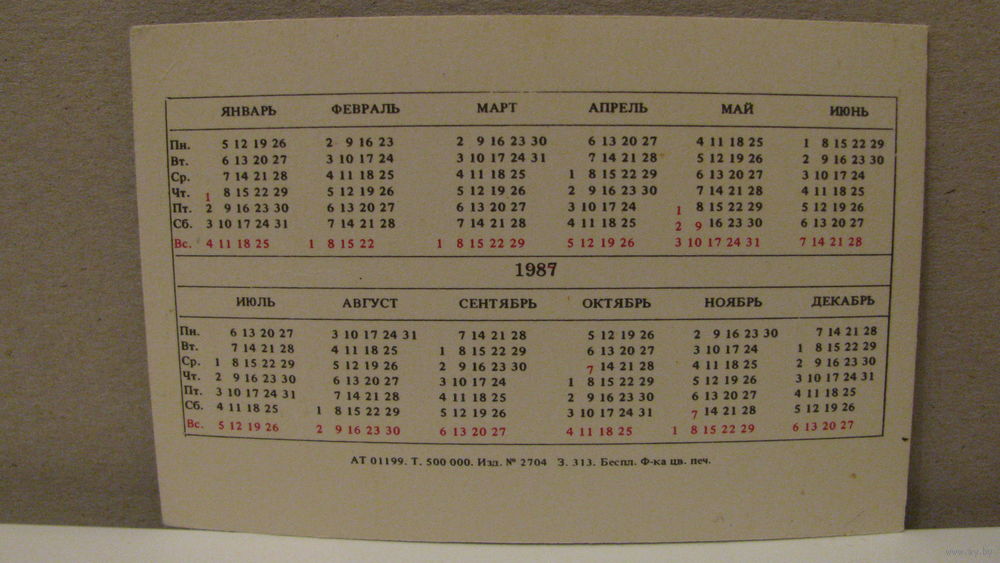 ЯНВАРЬ ФЕВРАЛЬ МАРТ АПРЕЛЬ МАЙ ИЮНЬ
Пн. 5 12 19 26 2 9 16 23 2 9 16 23 30 6 13 20 27 4 11 18 25 1 8 15 22 29
Вт. 6 13 20 27 3 10 17 24 3 10 17 24 31 7 14 21 28 5 12 19 26 2 9 16 23 30
Ср. 7 14 21 28 4 11 18 25 4 11 18 25 1 8 15 22 29 6 13 20 27 3 10 17 24
Чт. 1 8 15 22 29 5 12 19 26 5 12 19 26 2 9 16 23 30 7 14 21 28 4 11 18 25
Пт. 2 9 16 23 30 6 13 20 27 6 13 20 27 3 10 17 24 1 8 15 22 29 5 12 19 26
Сб. 3 10 17 24 31 7 14 21 28 7 14 21 28 4 11 18 25 2 9 16 23 30 6 13 20 27
Вс. 4 11 18 25 1 8 15 22 1 8 15 22 29 5 12 19 26 3 10 17 24 31 7 14 21 28
1987
ИЮЛЬ АВГУСТ СЕНТЯБРЬ ОКТЯБРЬ НОЯБРЬ ДЕКАБРЬ
Пн. 6 13 20 27 3 10 17 24 31 7 14 21 28 5 12 19 26 2 9 16 23 30 7 14 21 28
Вт. 7 14 21 28 4 11 18 25 1 8 15 22 29 6 13 20 27 3 10 17 24 1 8 15 22 29
Ср. 1 8 15 22 29 5 12 19 26 2 9 16 23 30 7 14 21 28 4 11 18 25 2 9 16 23 30
Чт. 2 9 16 23 30 6 13 20 27 3 10 17 24 1 8 15 22 29 5 12 19 26 3 10 17 24 31
Пт. 3 10 17 24 31 7 14 21 28 4 11 18 25 2 9 16 23 30 6 13 20 27 4 11 18 25
Сб. 4 11 18 25 1 8 15 22 29 5 12 19 26 3 10 17 24 31 7 14 21 28 5 12 19 26
Вс. 5 12 19 26 2 9 16 23 30 6 13 20 27 4 11 18 25 1 8 15 22 29 6 13 20 27
АТ 01199. Т. 500 000. Изд. № 2704 З. 313. Беспл. Ф-ка цв. печ.